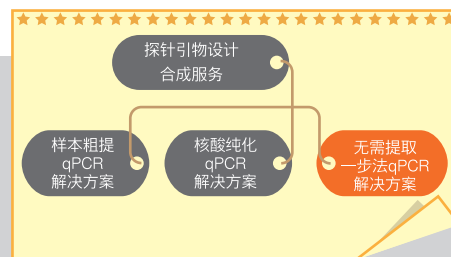 探针引物设计
合成服务
样本粗提
qPCR
解决方案
核酸纯化
qPCR
解决方案
无需提取
一步法qPCR
解决方案